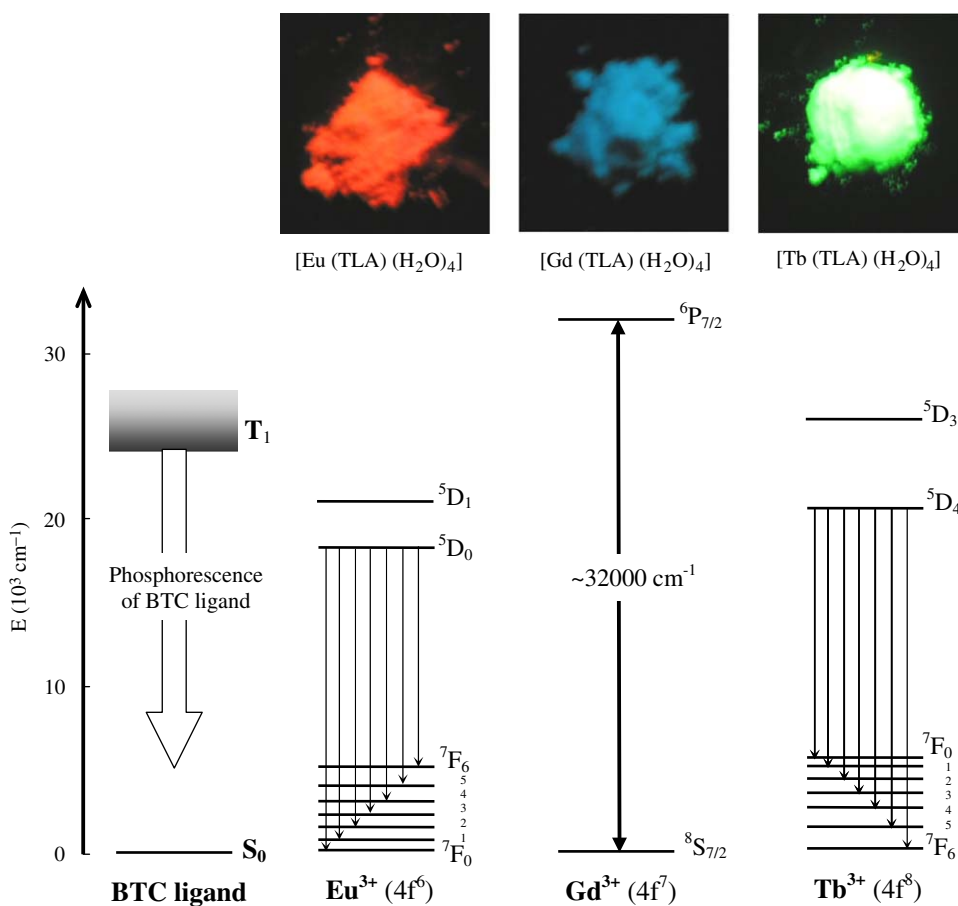 [Eu (TLA) (H₂O)₄]
[Gd (TLA) (H₂O)₄]
[Tb (TLA) (H₂O)₄]
E (10³ cm⁻¹)
30
20
10
0
T₁
Phosphorescence
of BTC ligand
S₀
BTC ligand
⁵D₁
⁵D₀
⁷F₆
5
4
3
2
1
⁷F₀
Eu³⁺ (4f⁶)
⁶P₇/₂
~32000 cm⁻¹
⁸S₇/₂
Gd³⁺ (4f⁷)
⁵D₃
⁵D₄
⁷F₀
1
2
3
4
5
⁷F₆
Tb³⁺ (4f⁸)